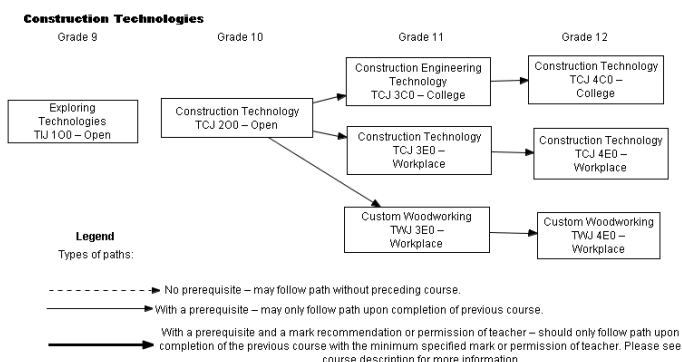 Construction Technologies
Grade 9
Grade 10
Grade 11
Grade 12
Exploring
Technologies
TIJ 1O0 – Open
Construction Technology
TCJ 2O0 – Open
Construction Engineering
Technology
TCJ 3C0 – College
Construction Technology
TCJ 4C0 –
College
Construction Technology
TCJ 3E0 –
Workplace
Construction Technology
TCJ 4E0 –
Workplace
Custom Woodworking
TWJ 3E0 –
Workplace
Custom Woodworking
TWJ 4E0 –
Workplace
Legend
Types of paths:
No prerequisite – may follow path without preceding course.
With a prerequisite – may only follow path upon completion of previous course.
With a prerequisite and a mark recommendation or permission of teacher – should only follow path upon
completion of the previous course with the minimum specified mark or permission of teacher. Please see
course description for more information.